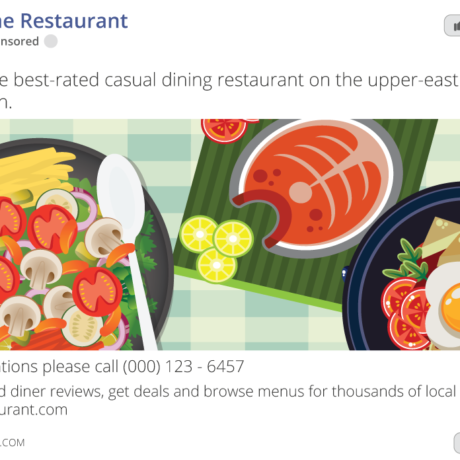 ne Restaurant
nsored
e best-rated casual dining restaurant on the upper-east
n.
tions please call (000) 123 - 6457
d diner reviews, get deals and browse menus for thousands of local
urant.com
.COM